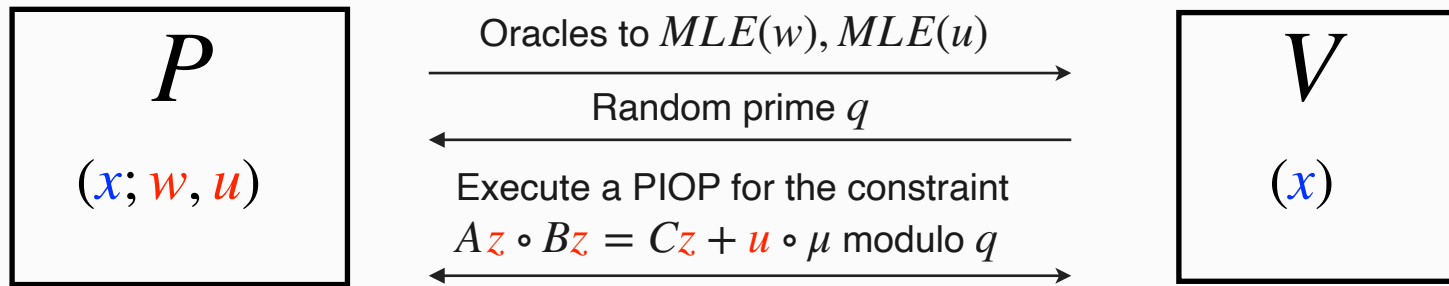 P
(x; w, u)
Oracles to MLE(w), MLE(u)
Random prime q
Execute a PIOP for the constraint
Az ∘ Bz = Cz + u ∘ μ modulo q
V
(x)